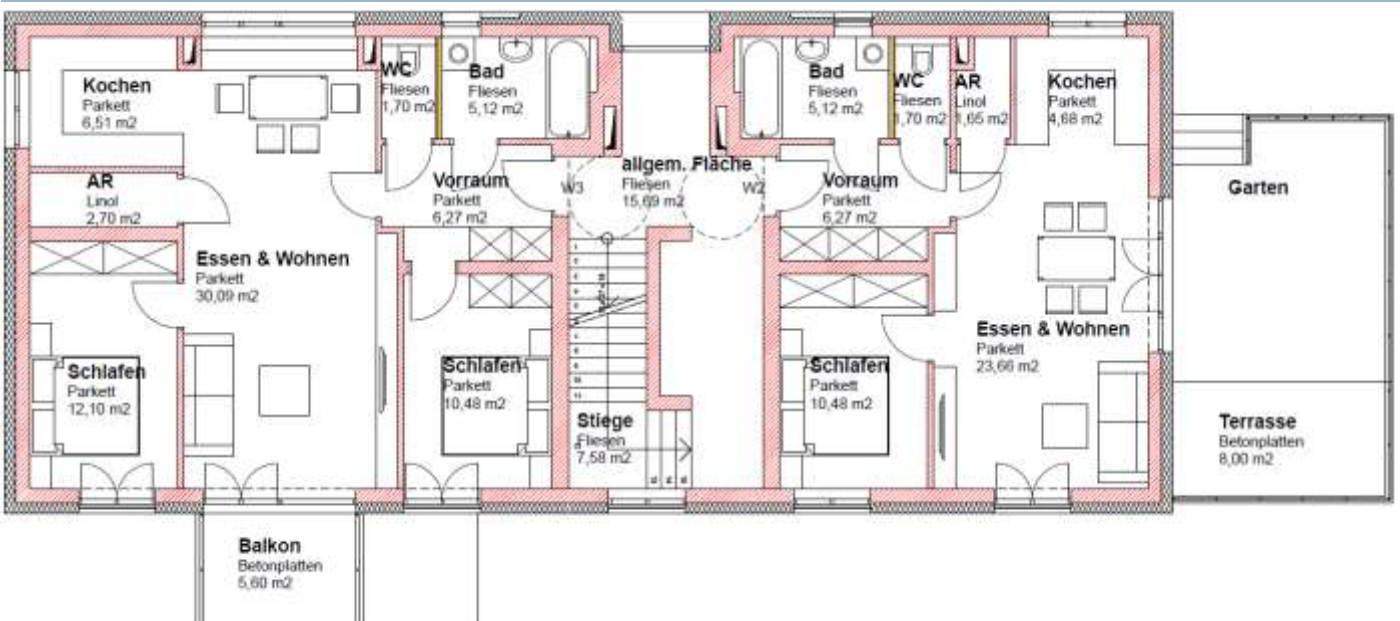 Kochen
Parkett
6,51 m2
AR
Linol
2,70 m2
Essen & Wohnen
Parkett
30,09 m2
Schlafen
Parkett
12,10 m2
WC
Fliesen
1,70 m2
Bad
Fliesen
5,12 m2
Vorraum
Parkett
6,27 m2
Schlafen
Parkett
10,48 m2
Balkon
Betonplatten
5,60 m2
allgem. Fläche
Fliesen
15,69 m2
W3
W2
Stiege
Fliesen
7,58 m2
Bad
Fliesen
5,12 m2
WC
Fliesen
1,70 m2
AR
Linol
1,65 m2
Kochen
Parkett
4,68 m2
Vorraum
Parkett
6,27 m2
Schlafen
Parkett
10,48 m2
Essen & Wohnen
Parkett
23,66 m2
Garten
Terrasse
Betonplatten
8,00 m2